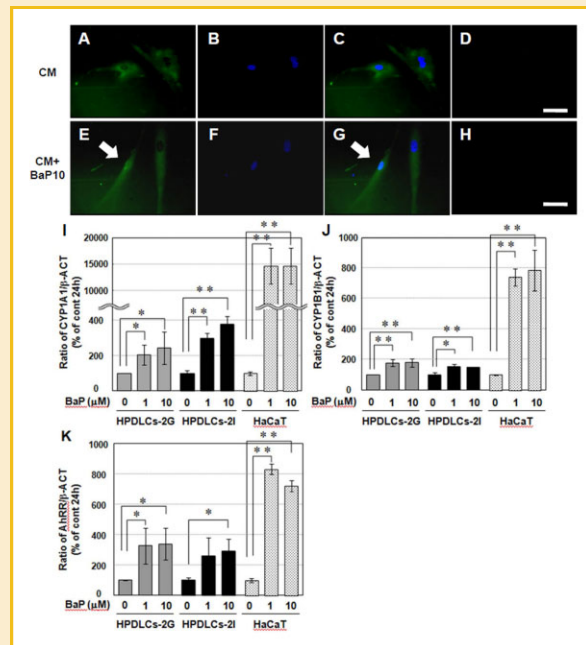 A B C D
CM
E F G H
CM+
BaP10
I
Ratio of CYP1A1/β-ACT
(% of cont 24h)
20000
15000
10000
400
200
0
* *
* *
* *
* *
*
*
0 1 10 0 1 10 0 1 10
BaP (μM)
HPDLCs-2G HPDLCs-2I HaCaT
J
Ratio of CYP1B1/β-ACT
(% of cont 24h)
1000
800
600
400
200
0
* *
* *
* *
* *
* *
*
0 1 10 0 1 10 0 1 10
BaP (μM)
HPDLCs-2G HPDLCs-2I HaCaT
K
Ratio of AhRR/β-ACT
(% of cont 24h)
1000
800
600
400
200
0
* *
* *
*
*
*
0 1 10 0 1 10 0 1 10
BaP (μM)
HPDLCs-2G HPDLCs-2I HaCaT